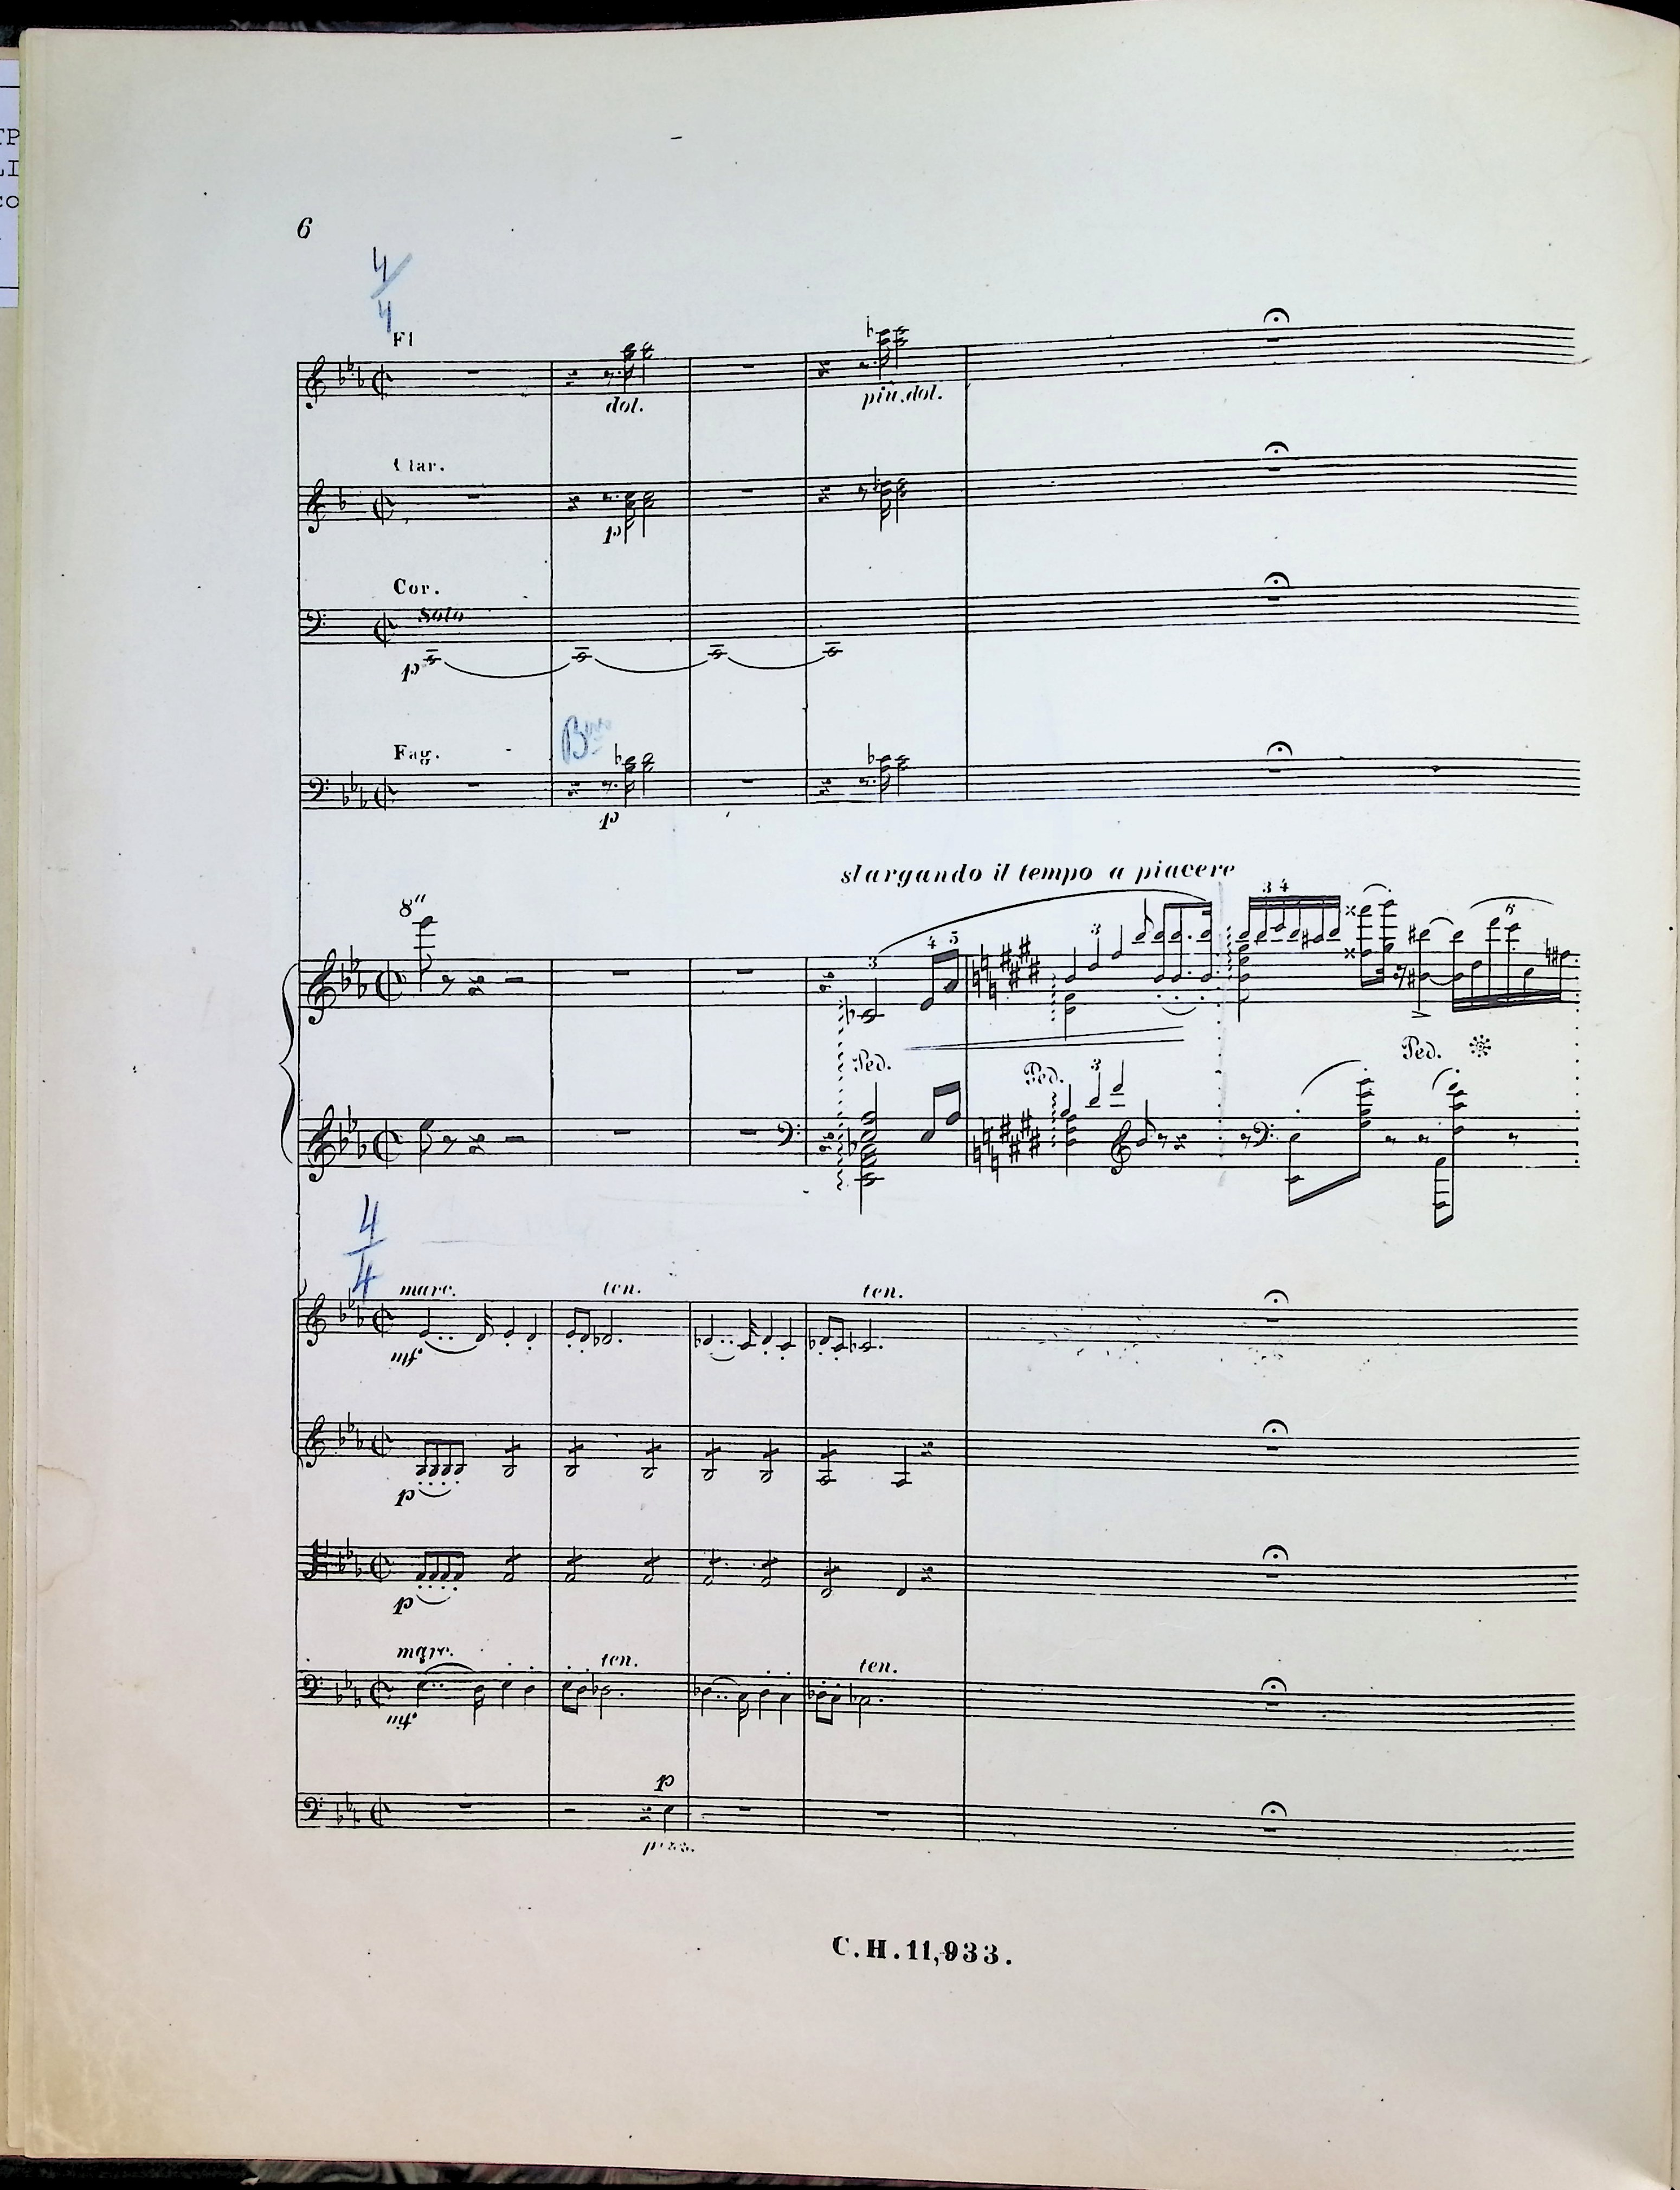 TP
LI
co
6
4/4
Fl
dol.
più.dol.
Clar.
p
Cor.
Solo
p
Fag.
p
slargando il tempo a piacere
8"
3 4 5
3
3 4
6
Ped.
Ped.
3
Ped.
4/4
marc. ten. ten.
mf.
p
p
marc. ten. ten.
mf.
p
C.H.11,933.